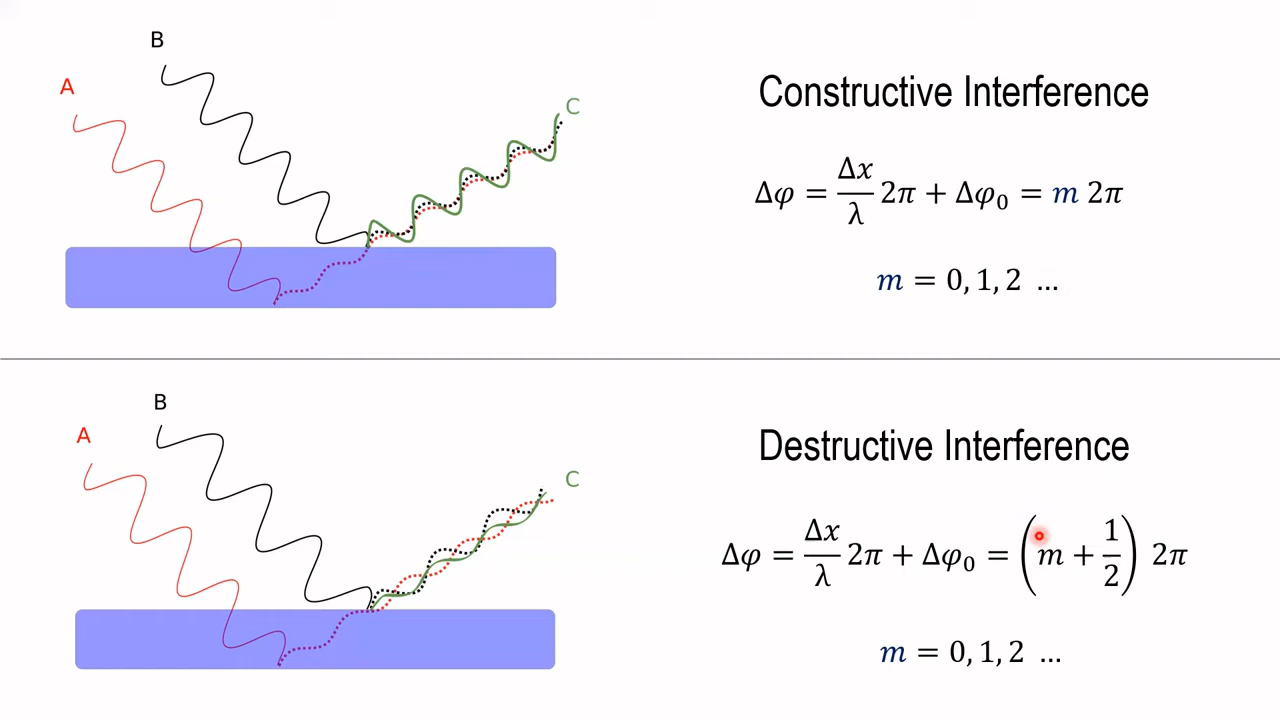 B
A
C
Constructive Interference
Δφ = Δx/λ 2π + Δφ₀ = m 2π
m = 0, 1, 2 ...
B
A
C
Destructive Interference
Δφ = Δx/λ 2π + Δφ₀ = (m + 1/2) 2π
m = 0, 1, 2 ...